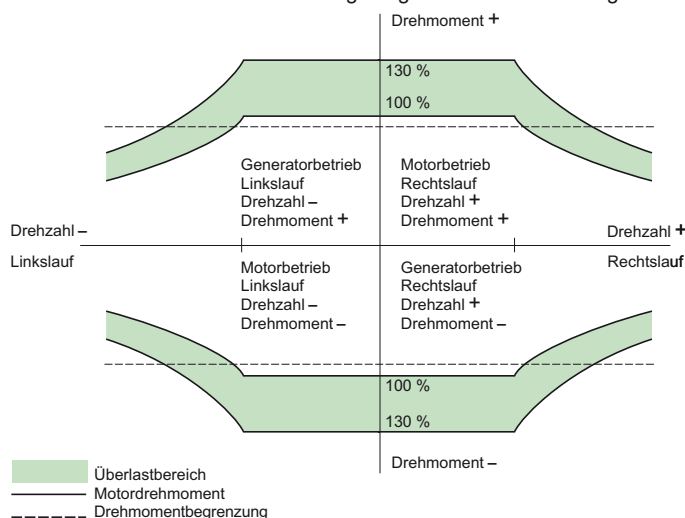 Drehmoment +
130 %
100 %
Generatorbetrieb
Linkslauf
Drehzahl –
Drehmoment +
Motorbetrieb
Rechtslauf
Drehzahl +
Drehmoment +
Drehzahl –
Linkslauf
Drehzahl +
Rechtslauf
Motorbetrieb
Linkslauf
Drehzahl –
Drehmoment –
Generatorbetrieb
Rechtslauf
Drehzahl +
Drehmoment –
100 %
130 %
Drehmoment –
Überlastbereich
Motordrehmoment
Drehmomentbegrenzung